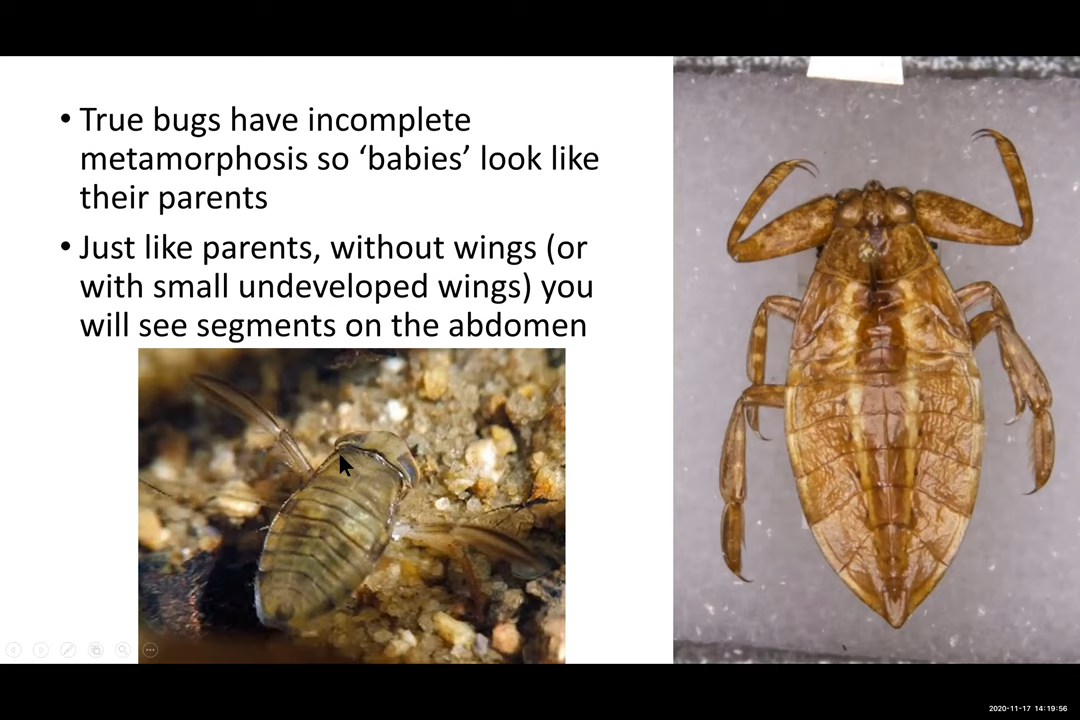 • True bugs have incomplete
metamorphosis so ‘babies’ look like
their parents
• Just like parents, without wings (or
with small undeveloped wings) you
will see segments on the abdomen
2020-11-17 14:19:56